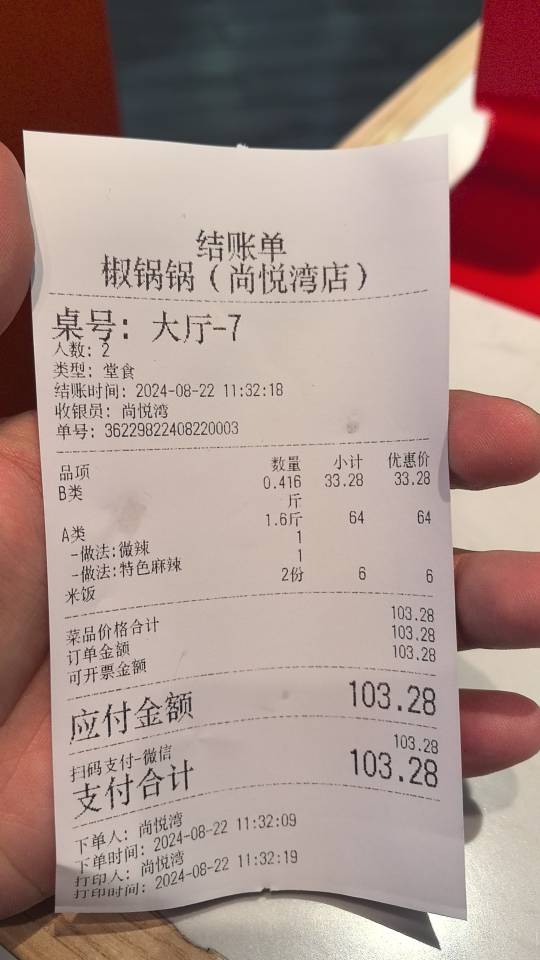 结账单
椒锅锅（尚悦湾店）
桌号：大厅-7
人数: 2
类型: 堂食
结账时间: 2024-08-22 11:32:18
收银员: 尚悦湾
单号: 36229822408220003
品项 数量 小计 优惠价
B类 0.416斤 33.28 33.28
A类 1.6斤 64 64
-做法:微辣 1
-做法:特色麻辣 1
米饭 2份 6 6
菜品价格合计 103.28
订单金额 103.28
可开票金额 103.28
应付金额 103.28
扫码支付-微信 103.28
支付合计 103.28
下单人: 尚悦湾
下单时间: 2024-08-22 11:32:09
打印人: 尚悦湾
打印时间: 2024-08-22 11:32:19